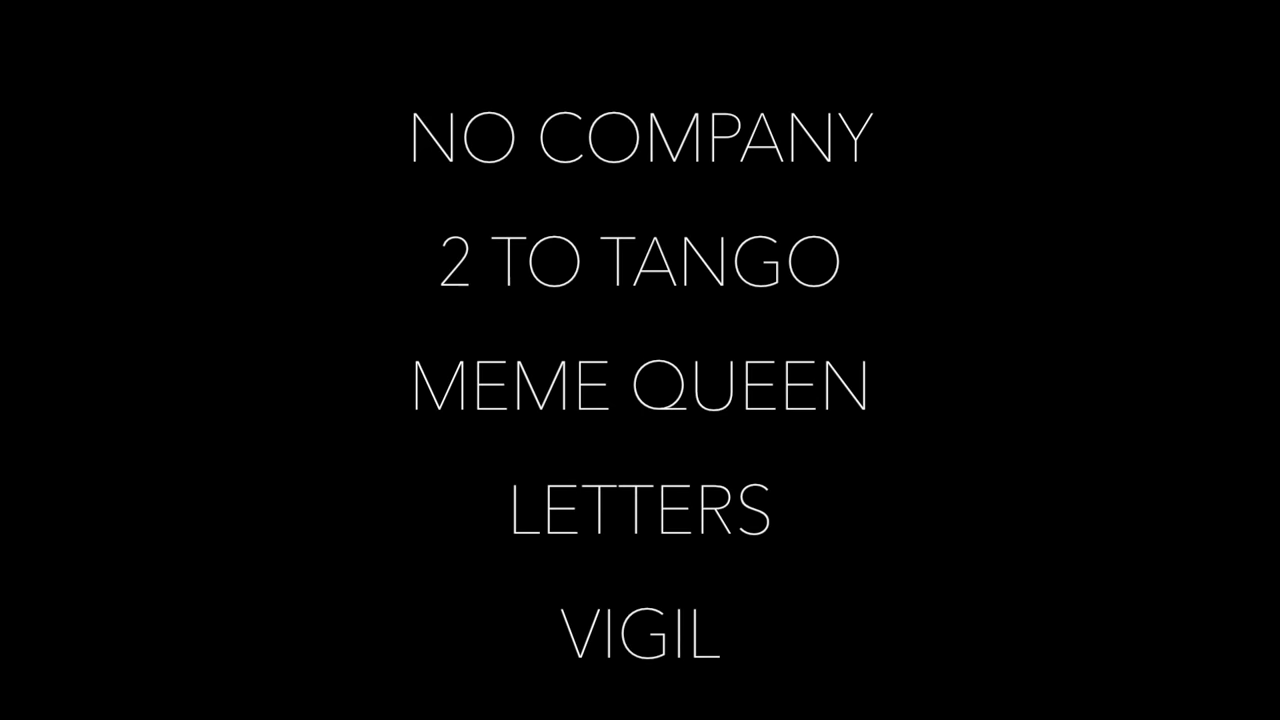 NO COMPANY
2 TO TANGO
MEME QUEEN
LETTERS
VIGIL